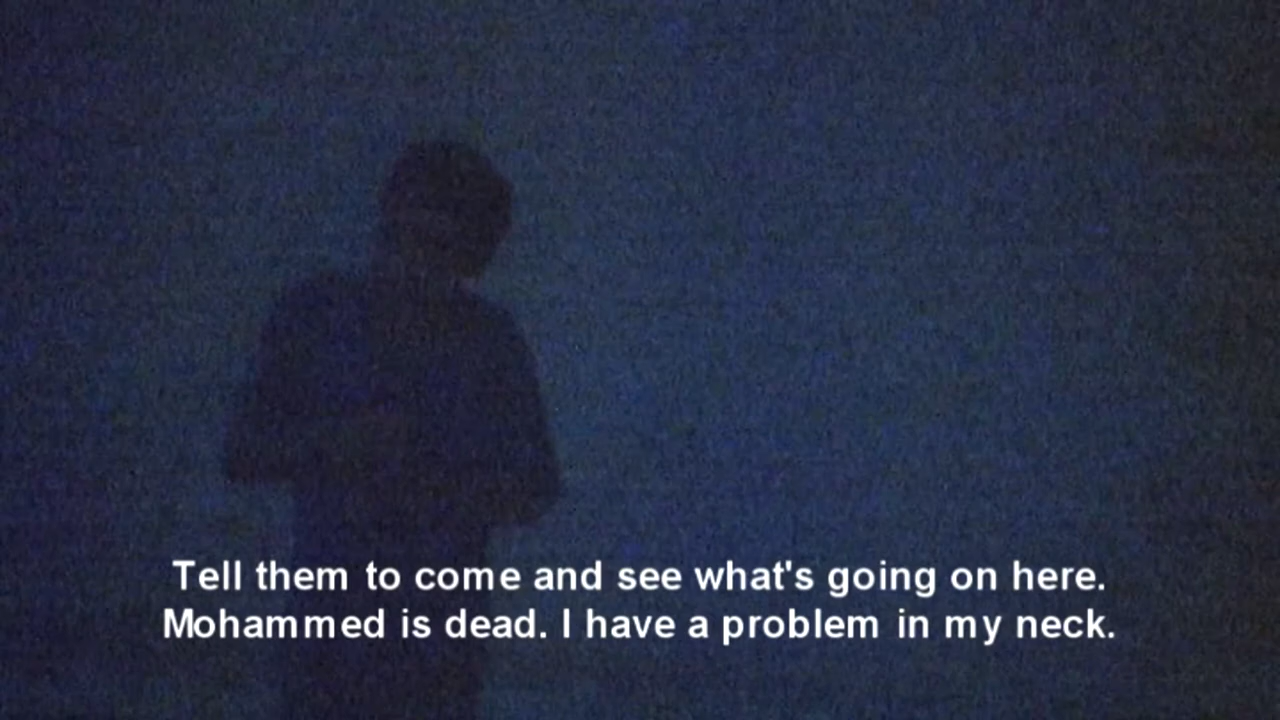 Tell them to come and see what's going on here.
Mohammed is dead. I have a problem in my neck.